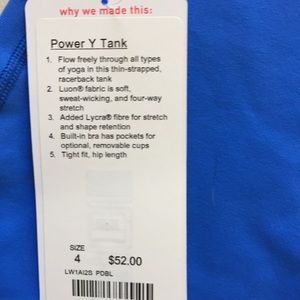 why we made this:
Power Y Tank
1. Flow freely through all types
of yoga in this thin-strapped,
racerback tank
2. Luon® fabric is soft,
sweat-wicking, and four-way
stretch
3. Added Lycra® fibre for stretch
and shape retention
4. Built-in bra has pockets for
optional, removable cups
5. Tight fit, hip length
SIZE
4 $52.00
LW1AI2S PDBL